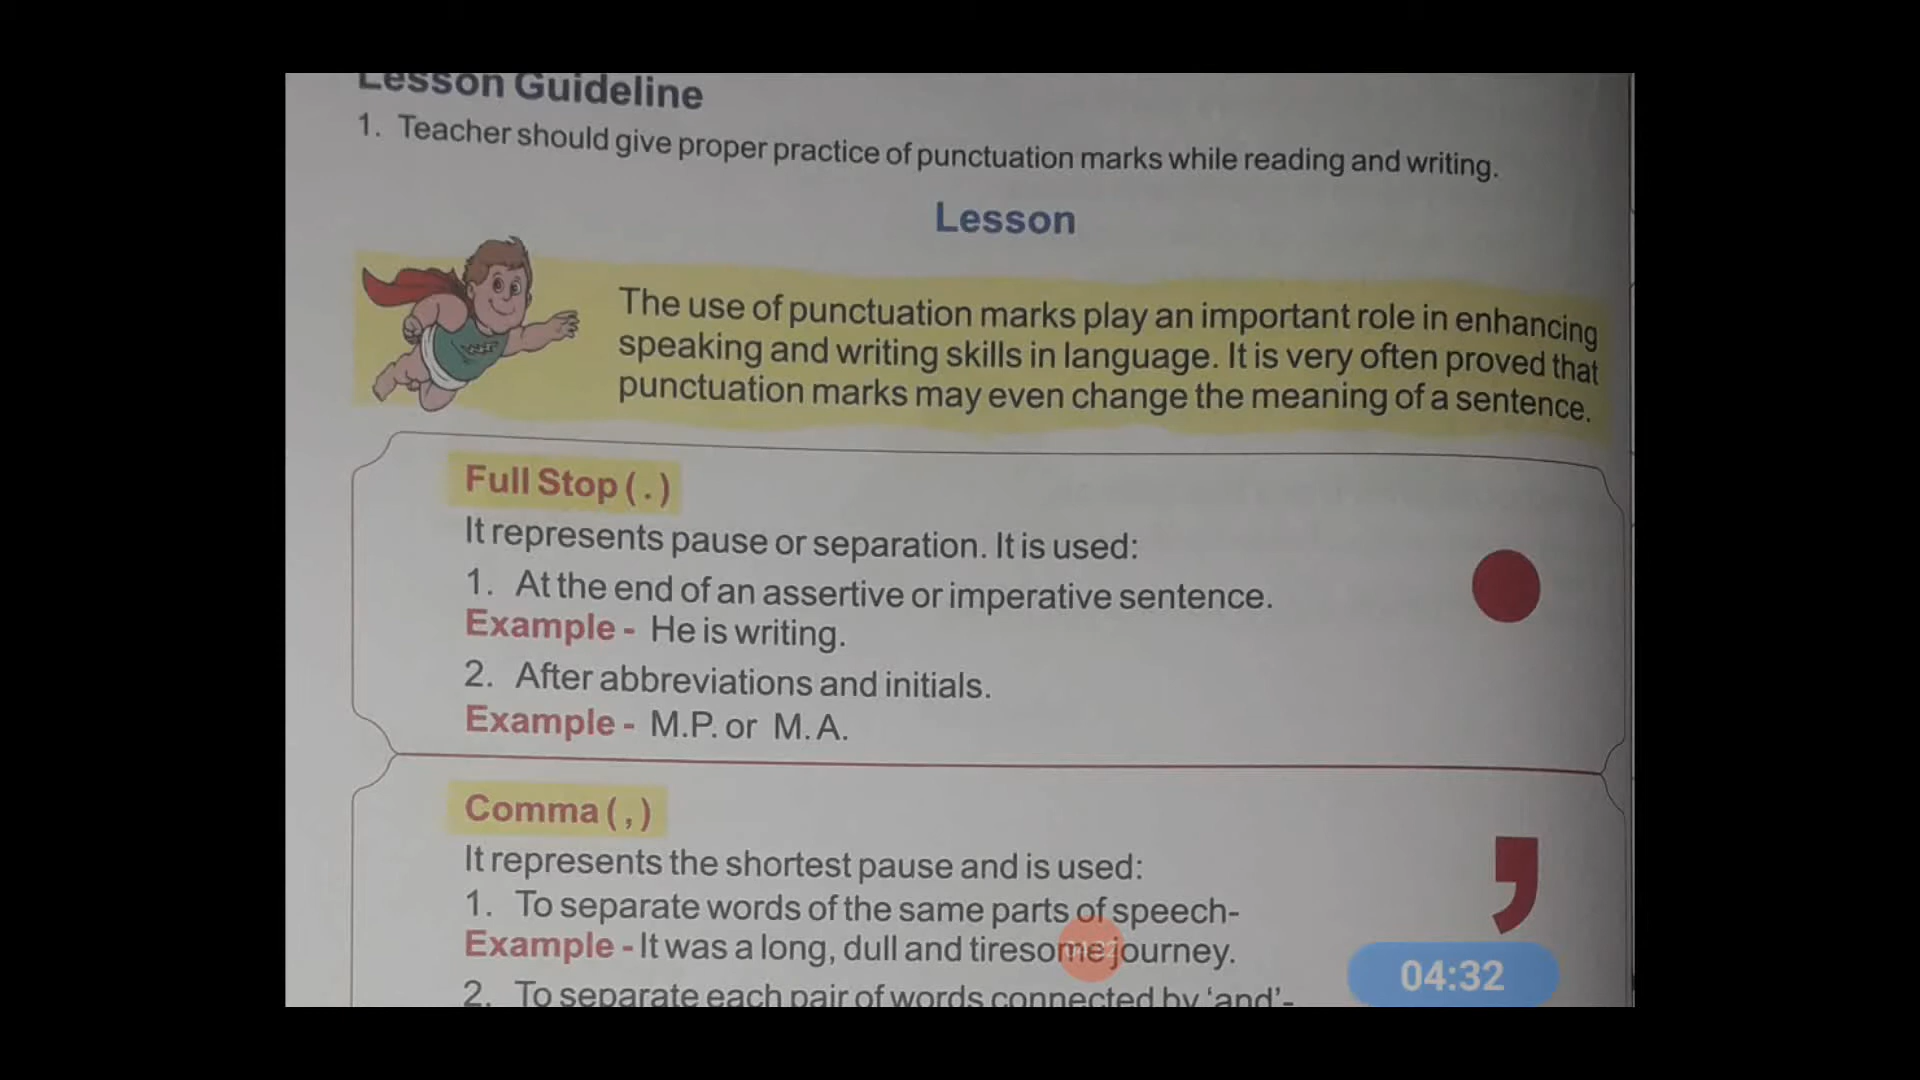 Lesson Guideline
1. Teacher should give proper practice of punctuation marks while reading and writing.
Lesson
The use of punctuation marks play an important role in enhancing
speaking and writing skills in language. It is very often proved that
punctuation marks may even change the meaning of a sentence.
Full Stop ( . )
It represents pause or separation. It is used:
1. At the end of an assertive or imperative sentence.
Example - He is writing.
2. After abbreviations and initials.
Example - M.P. or M.A.
Comma ( , )
It represents the shortest pause and is used:
1. To separate words of the same parts of speech-
Example - It was a long, dull and tiresome journey.
2. To separate each pair of words connected by ‘and’-
04:32